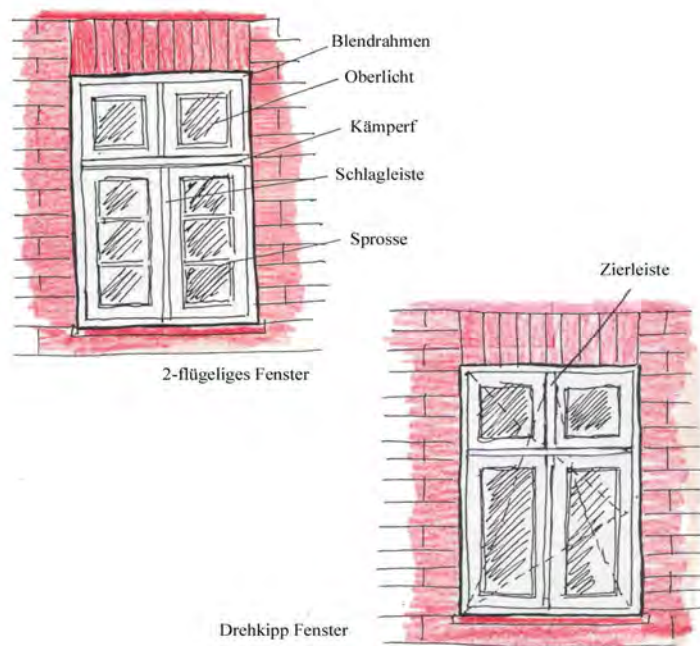 Blendrahmen
Oberlicht
Kämperf
Schlagleiste
Sprosse
Zierleiste
2-flügeliges Fenster
Drehkipp Fenster